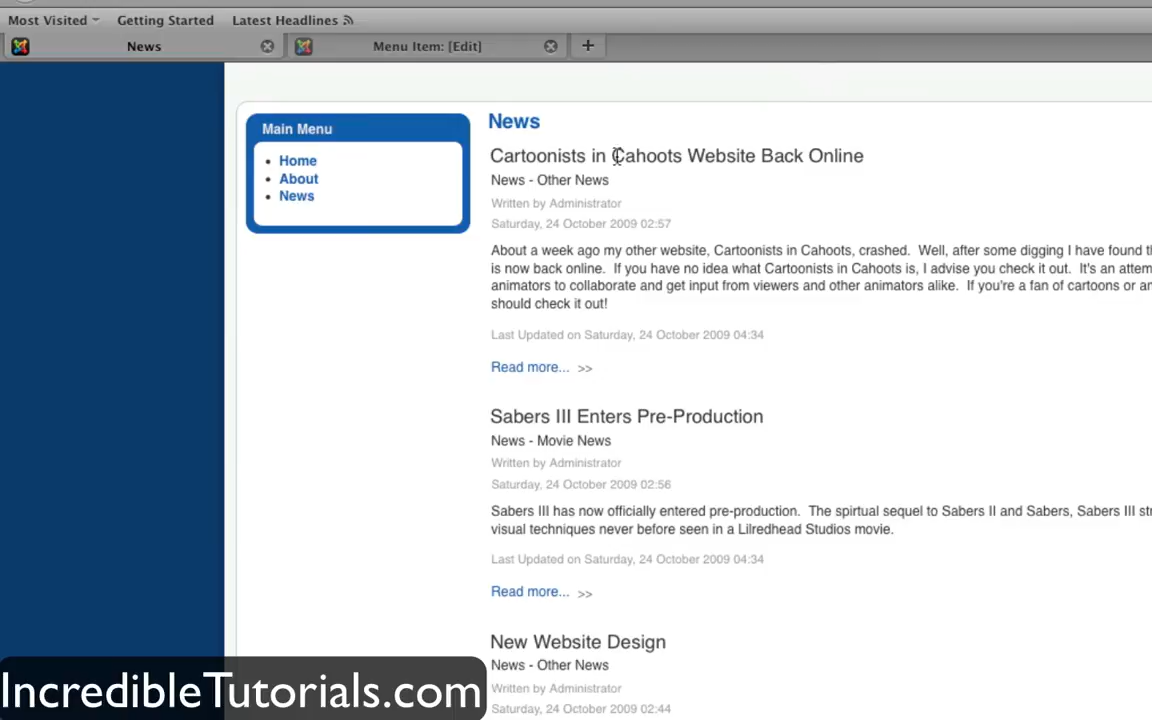 Most Visited
Getting Started
Latest Headlines
News
Menu Item: [Edit]
Main Menu
Home
About
News
News
Cartoonists in Cahoots Website Back Online
News - Other News
Written by Administrator
Saturday, 24 October 2009 02:57
About a week ago my other website, Cartoonists in Cahoots, crashed. Well, after some digging I have found
is now back online. If you have no idea what Cartoonists in Cahoots is, I advise you check it out. It's an
animators to collaborate and get input from viewers and other animators alike. If you're a fan of cartoons or
should check it out!
Last Updated on Saturday, 24 October 2009 04:34
Read more... >>
Sabers III Enters Pre-Production
News - Movie News
Written by Administrator
Saturday, 24 October 2009 02:56
Sabers III has now officially entered pre-production. The spirtual sequel to Sabers II and Sabers, Sabers III
visual techniques never before seen in a Lilredhead Studios movie.
Last Updated on Saturday, 24 October 2009 04:34
Read more... >>
New Website Design
News - Other News
Written by Administrator
Saturday, 24 October 2009 02:44
IncredibleTutorials.com